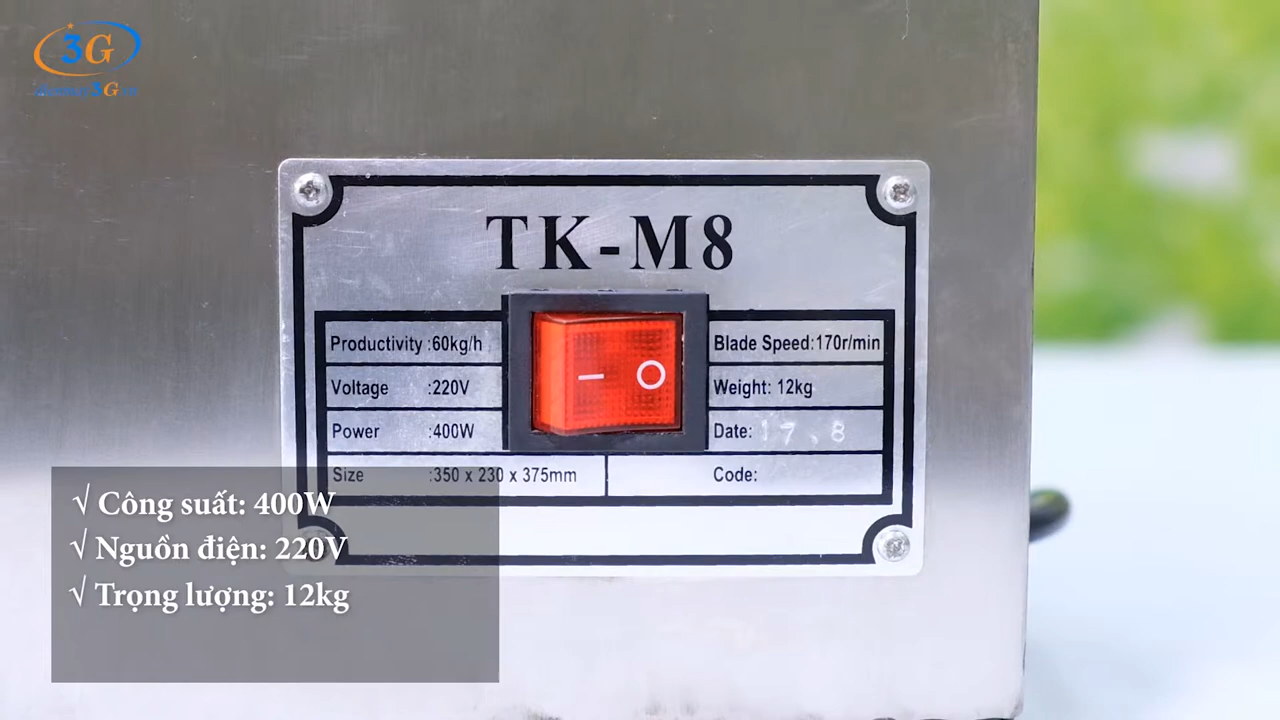 3G
TK-M8
Productivity :60kg/h
Blade Speed:170r/min
Voltage :220V
Weight: 12kg
Power :400W
Date: 17.8
Size :350 x 230 x 375mm
Code:
√ Công suất: 400W
√ Nguồn điện: 220V
√ Trọng lượng: 12kg